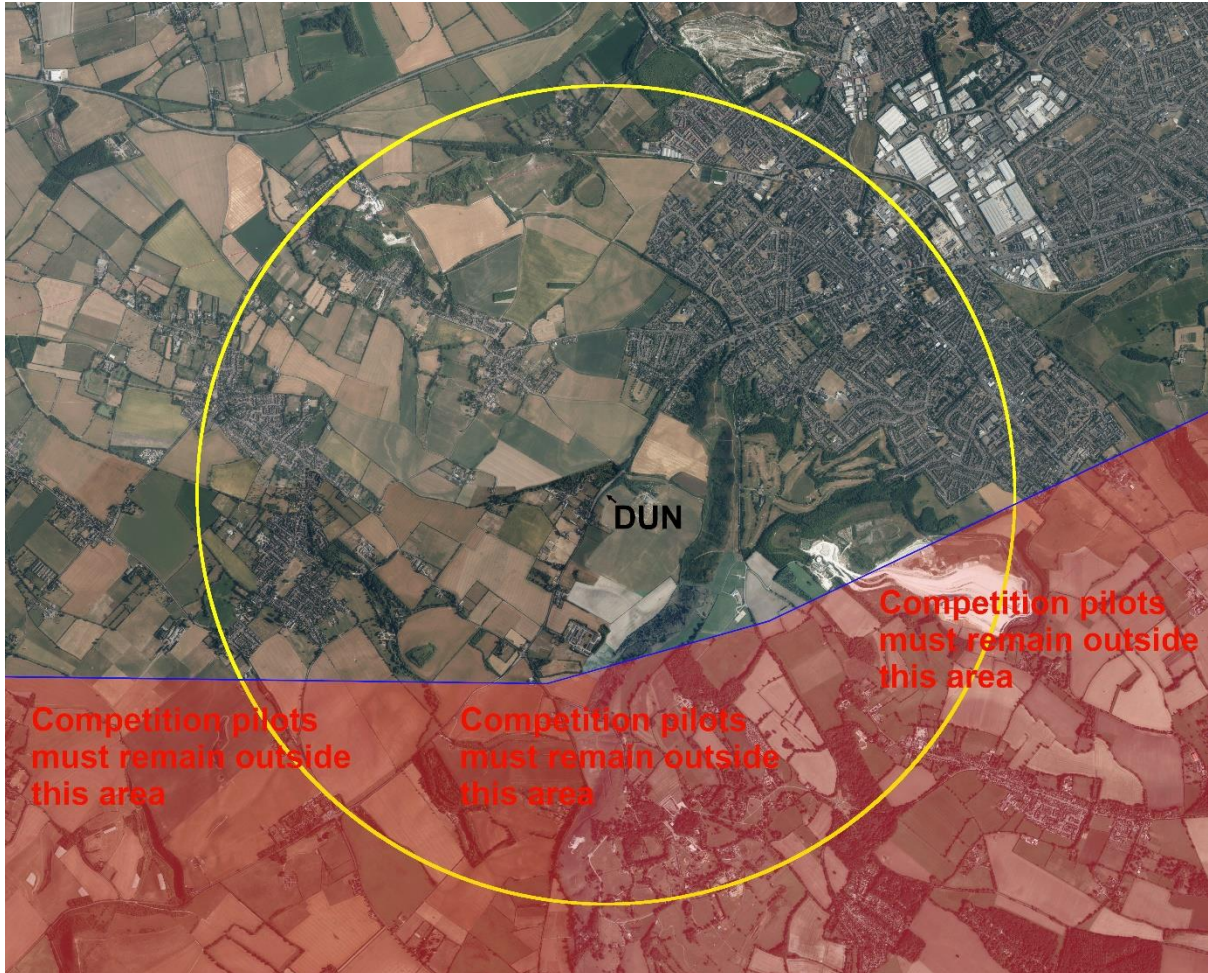 DUN
Competition pilots
must remain outside
this area
Competition pilots
must remain outside
this area
Competition pilots
must remain outside
this area